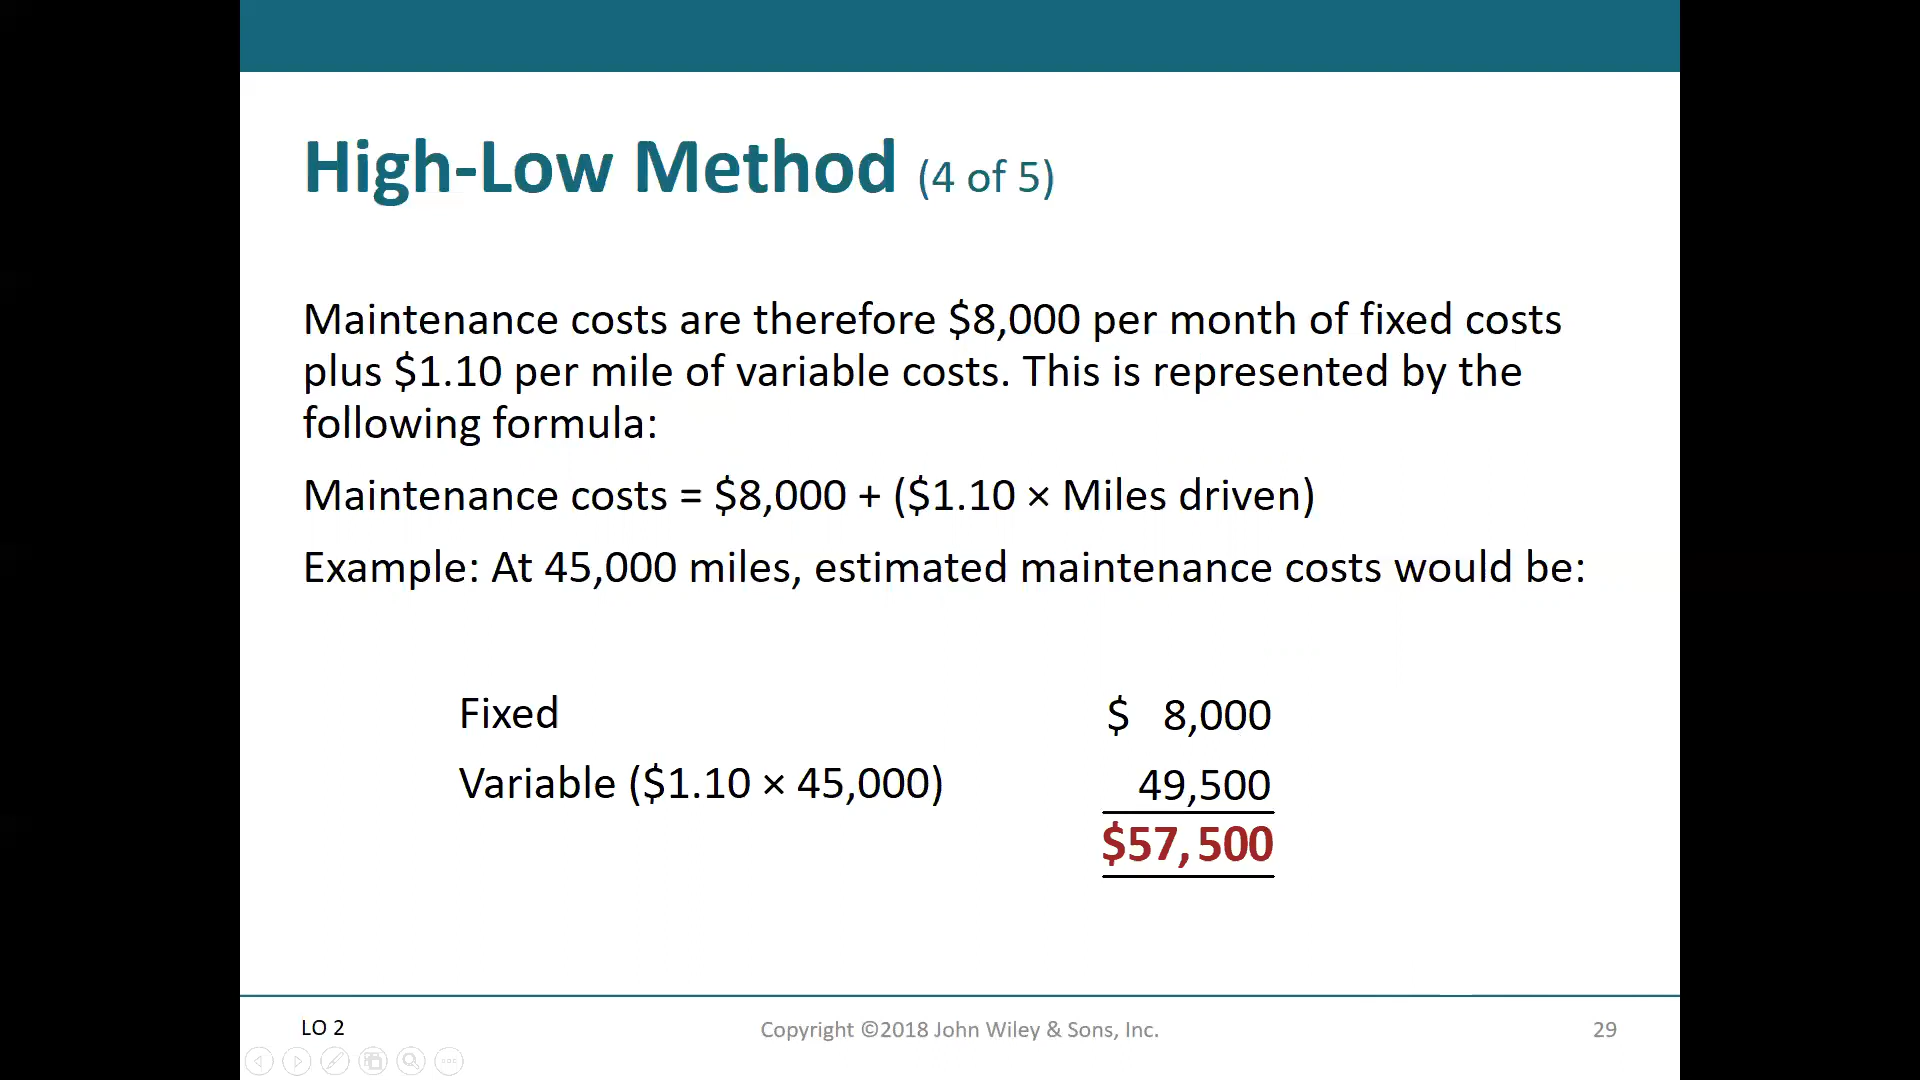 High-Low Method (4 of 5)
Maintenance costs are therefore $8,000 per month of fixed costs
plus $1.10 per mile of variable costs. This is represented by the
following formula:
Maintenance costs = $8,000 + ($1.10 × Miles driven)
Example: At 45,000 miles, estimated maintenance costs would be:
Fixed $ 8,000
Variable ($1.10 × 45,000) 49,500
$57,500
LO 2 Copyright ©2018 John Wiley & Sons, Inc. 29